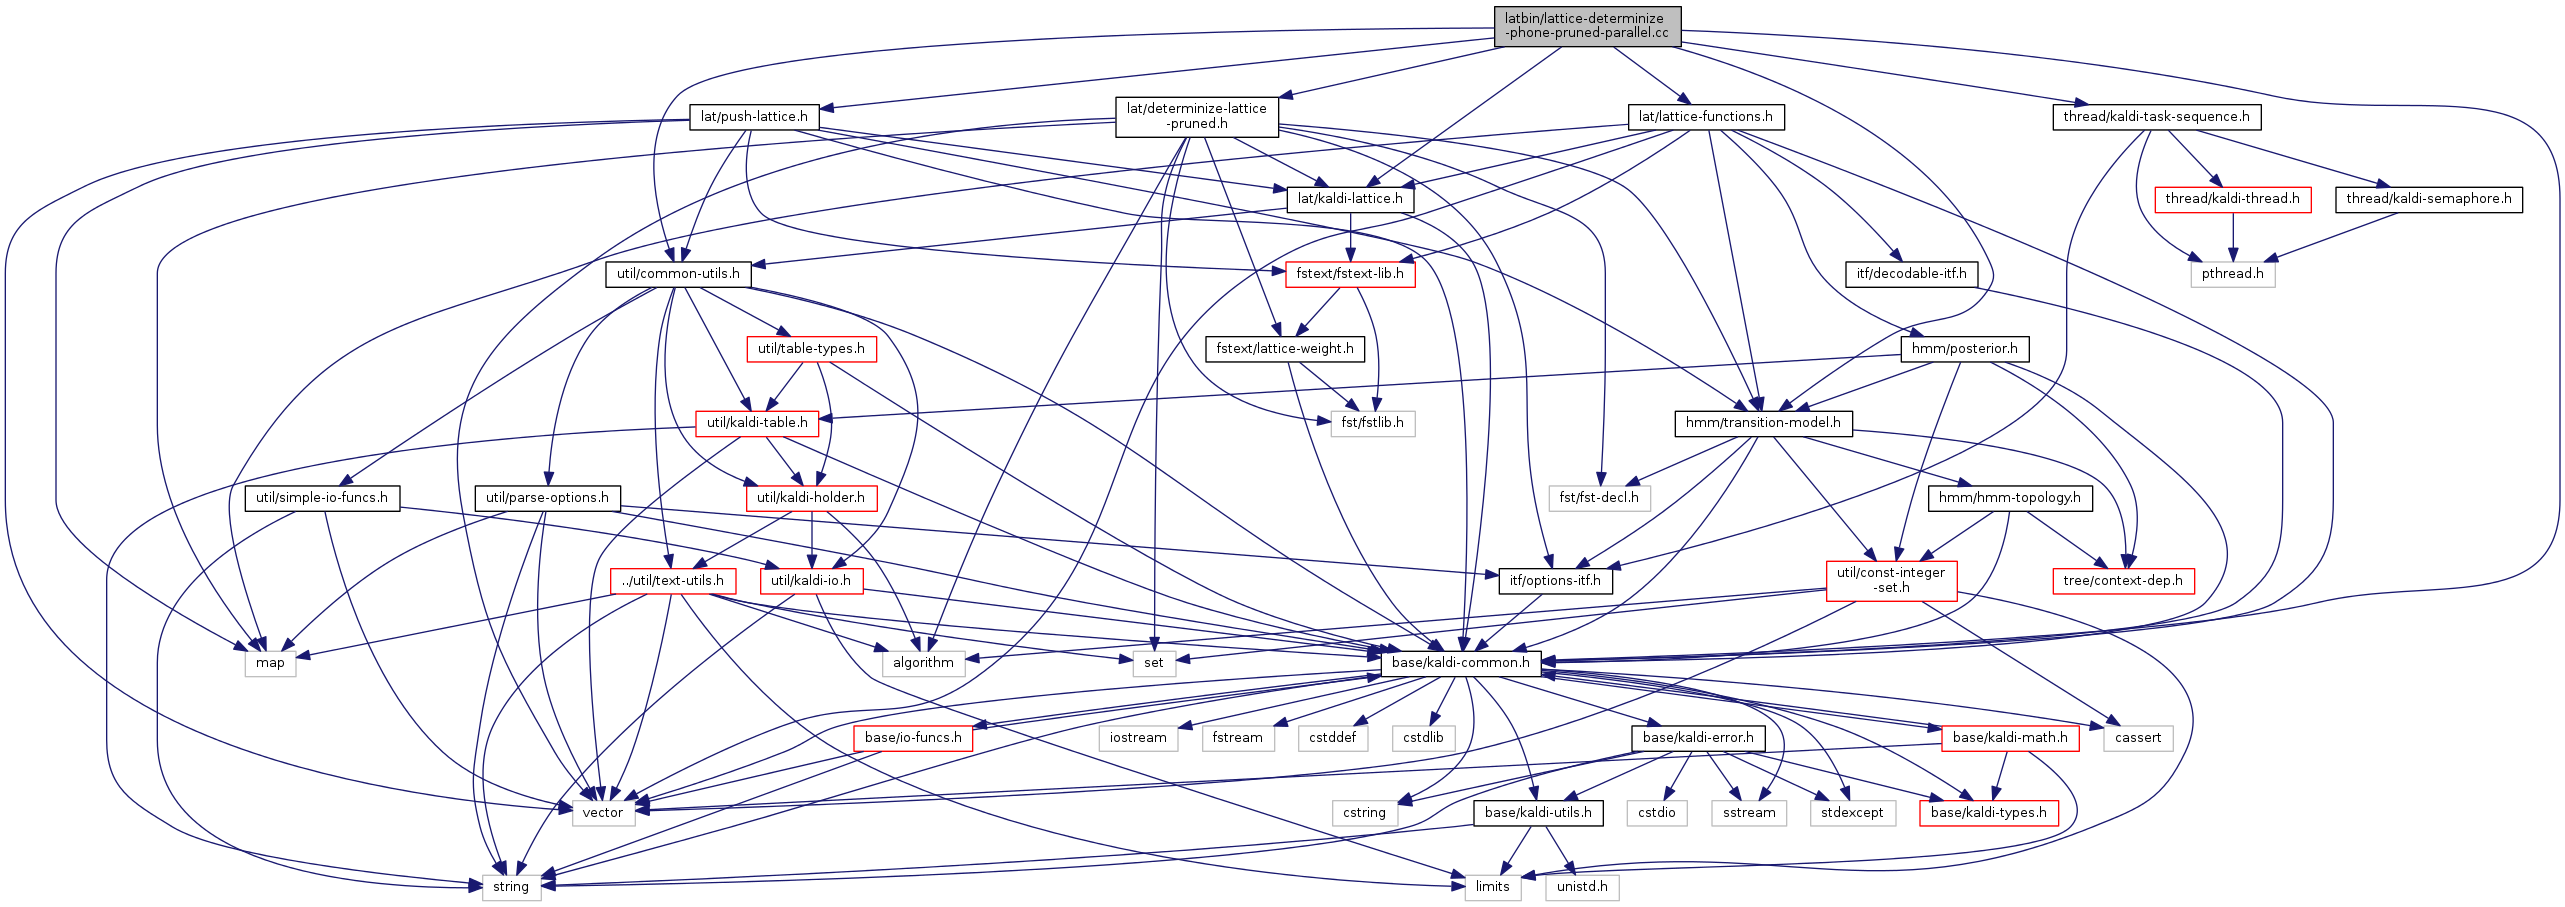 latbin/lattice-determinize
-phone-pruned-parallel.cc
lat/push-lattice.h
lat/determinize-lattice
-pruned.h
lat/lattice-functions.h
thread/kaldi-task-sequence.h
lat/kaldi-lattice.h
thread/kaldi-thread.h
thread/kaldi-semaphore.h
util/common-utils.h
fstext/fstext-lib.h
itf/decodable-itf.h
pthread.h
util/table-types.h
fstext/lattice-weight.h
hmm/posterior.h
util/kaldi-table.h
fst/fstlib.h
hmm/transition-model.h
util/simple-io-funcs.h
util/parse-options.h
util/kaldi-holder.h
fst/fst-decl.h
hmm/hmm-topology.h
../util/text-utils.h
util/kaldi-io.h
itf/options-itf.h
util/const-integer
-set.h
tree/context-dep.h
map
algorithm
set
base/kaldi-common.h
base/io-funcs.h
iostream
fstream
cstddef
cstdlib
base/kaldi-error.h
base/kaldi-math.h
cassert
vector
cstring
base/kaldi-utils.h
cstdio
sstream
stdexcept
base/kaldi-types.h
string
limits
unistd.h